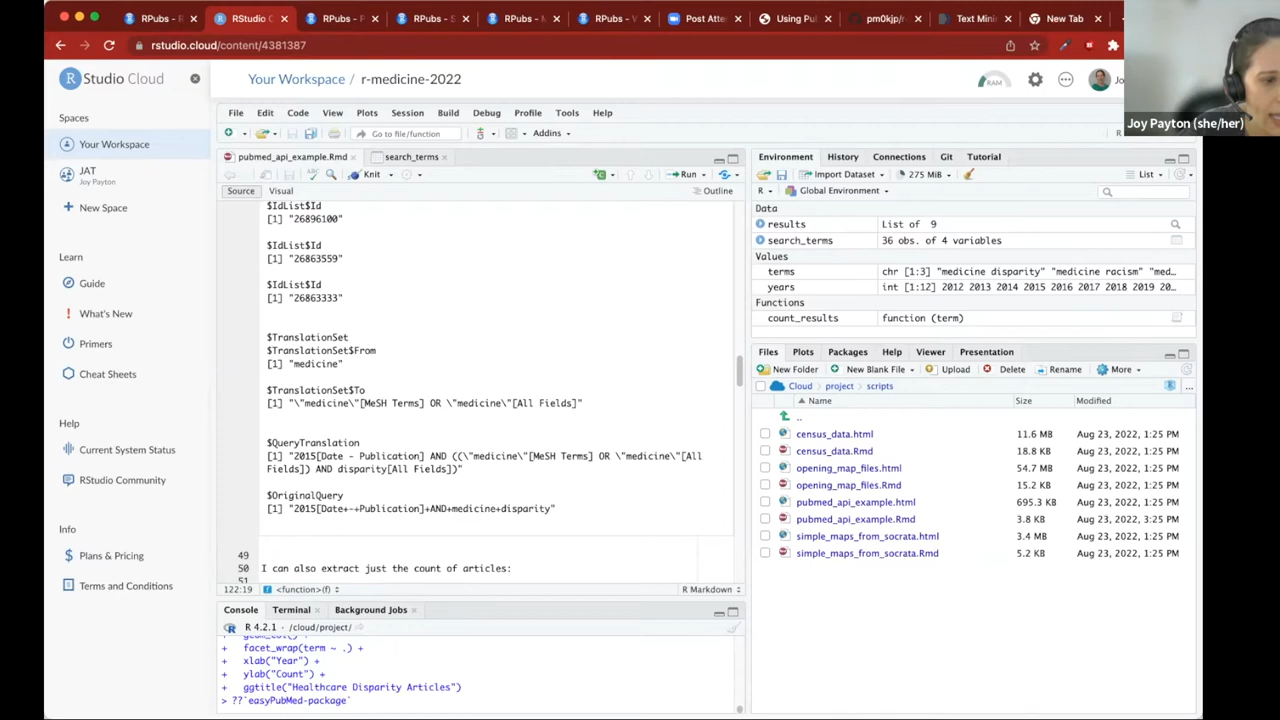 RPubs - R
RStudio C
RPubs - P
RPubs - S
RPubs - M
RPubs - V
Post Atte
Using Pu
pm0kjp/r
Text Mini
New Tab
rstudio.cloud/content/4381387
R Studio Cloud
Your Workspace / r-medicine-2022
RAM
Jo
Joy Payton (she/her)
Spaces
Your Workspace
JAT
Joy Payton
New Space
Learn
Guide
What's New
Primers
Cheat Sheets
Help
Current System Status
RStudio Community
Info
Plans & Pricing
Terms and Conditions
File Edit Code View Plots Session Build Debug Profile Tools Help
Go to file/function Addins
R
pubmed_api_example.Rmd
search_terms
Knit Run
Source Visual Outline
$IdList$Id
[1] "26896100"
$IdList$Id
[1] "26863559"
$IdList$Id
[1] "26863333"
$TranslationSet
$TranslationSet$From
[1] "medicine"
$TranslationSet$To
[1] "\"medicine\"[MeSH Terms] OR \"medicine\"[All Fields]"
$QueryTranslation
[1] "2015[Date - Publication] AND ((\"medicine\"[MeSH Terms] OR \"medicine\"[All
Fields]) AND disparity[All Fields])"
$OriginalQuery
[1] "2015[Date+-+Publication]+AND+medicine+disparity"
49
50 I can also extract just the count of articles:
51
122:19 <function>(f) R Markdown
Console Terminal Background Jobs
R 4.2.1 · /cloud/project/
+ geom_col() +
+ facet_wrap(term ~ .) +
+ xlab("Year") +
+ ylab("Count") +
+ ggtitle("Healthcare Disparity Articles")
> ??`easyPubMed-package`
Environment History Connections Git Tutorial
Import Dataset 275 MiB List
R Global Environment
Data
results List of 9
search_terms 36 obs. of 4 variables
Values
terms chr [1:3] "medicine disparity" "medicine racism" "med…
years int [1:12] 2012 2013 2014 2015 2016 2017 2018 2019 20…
Functions
count_results function (term)
Files Plots Packages Help Viewer Presentation
New Folder New Blank File Upload Delete Rename More
Cloud project scripts
Name Size Modified
..
census_data.html 11.6 MB Aug 23, 2022, 1:25 PM
census_data.Rmd 18.8 KB Aug 23, 2022, 1:25 PM
opening_map_files.html 54.7 MB Aug 23, 2022, 1:25 PM
opening_map_files.Rmd 15.2 KB Aug 23, 2022, 1:25 PM
pubmed_api_example.html 695.3 KB Aug 23, 2022, 1:25 PM
pubmed_api_example.Rmd 3.8 KB Aug 23, 2022, 3:25 PM
simple_maps_from_socrata.html 3.4 MB Aug 23, 2022, 1:25 PM
simple_maps_from_socrata.Rmd 5.2 KB Aug 23, 2022, 1:25 PM